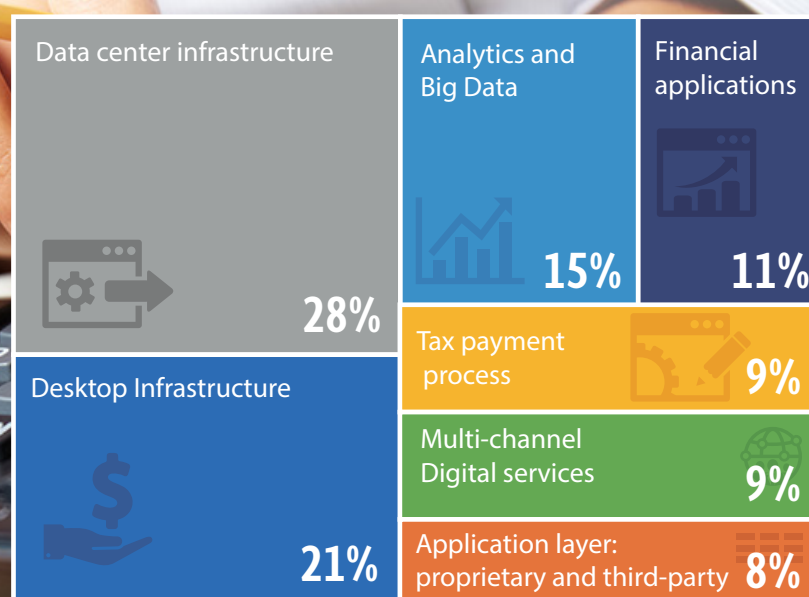 Data center infrastructure
28%
Analytics and
Big Data
15%
Financial
applications
11%
Desktop Infrastructure
$
21%
Tax payment
process
9%
Multi-channel
Digital services
9%
Application layer:
proprietary and third-party
8%